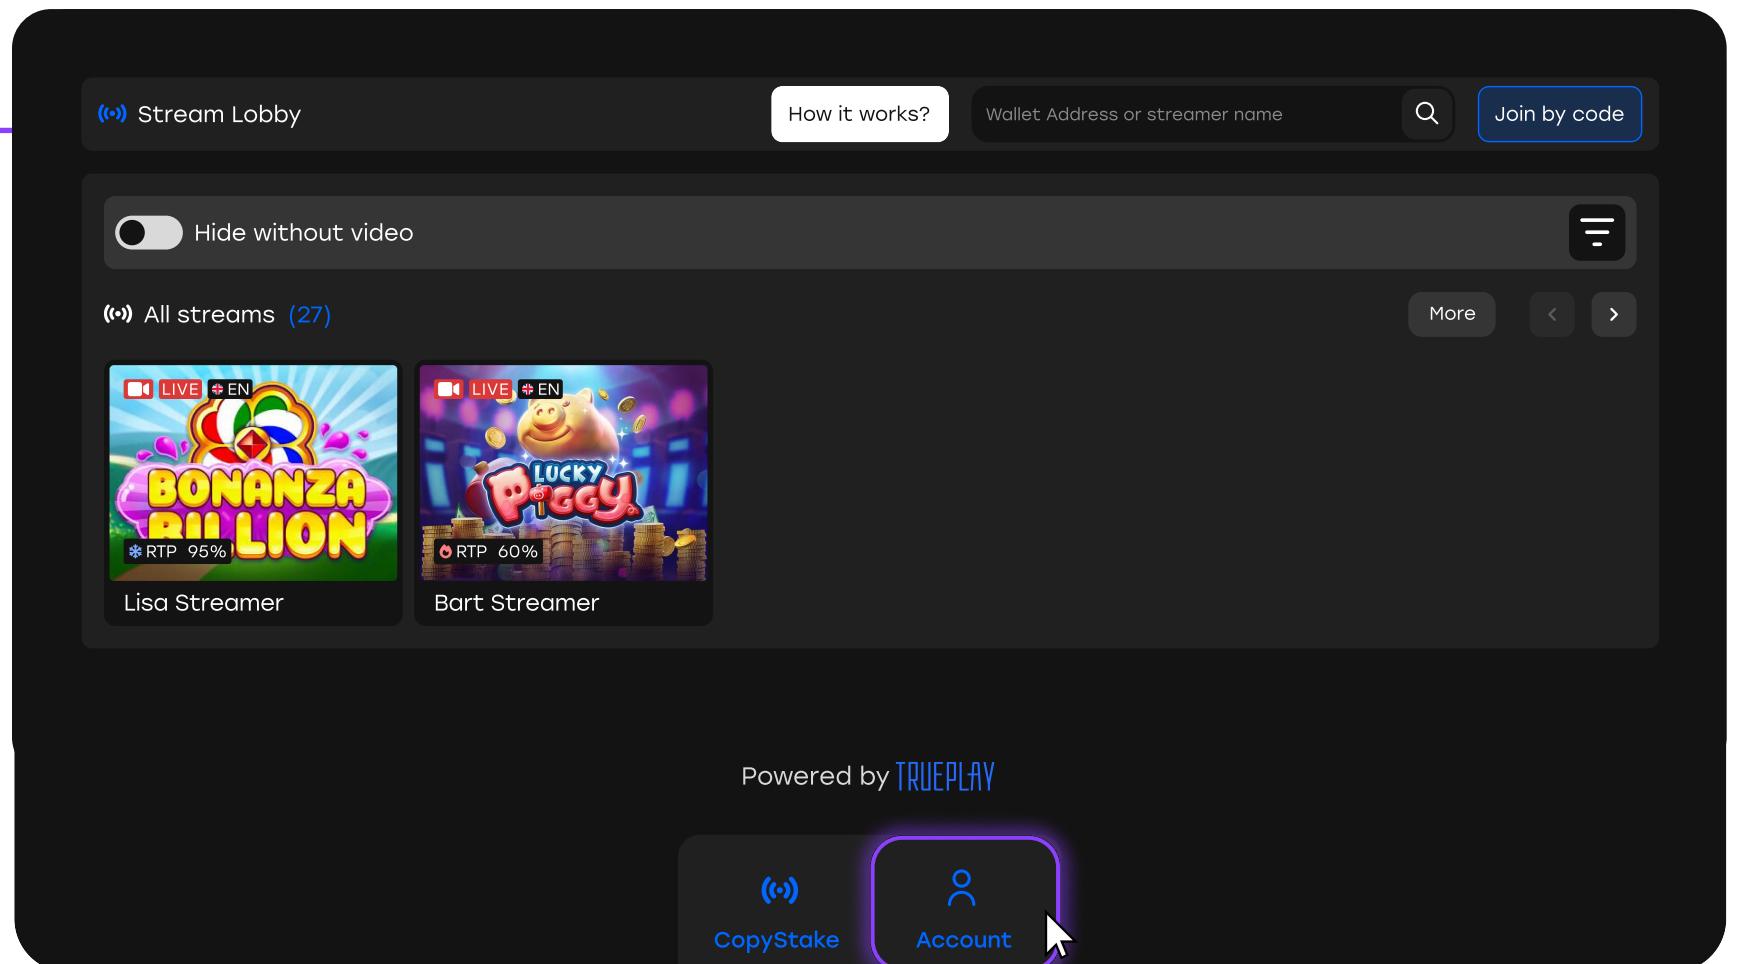 Stream Lobby
How it works?
Wallet Address or streamer name
Join by code
Hide without video
All streams (27)
More
LIVE EN
BONANZA
BILLION
RTP 95%
Lisa Streamer
LIVE EN
LUCKY
PIGGY
RTP 60%
Bart Streamer
Powered by TRUEPLAY
CopyStake
Account